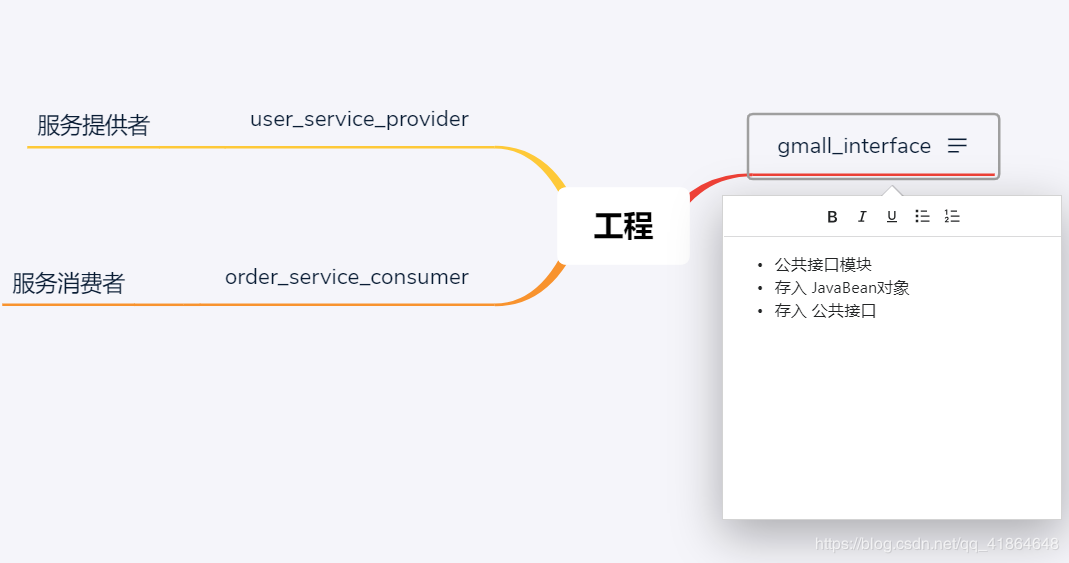 服务提供者 user_service_provider
gmall_interface
工程
B I U
服务消费者 order_service_consumer
• 公共接口模块
• 存入 JavaBean对象
• 存入 公共接口
https://blog.csdn.net/qq_41864648